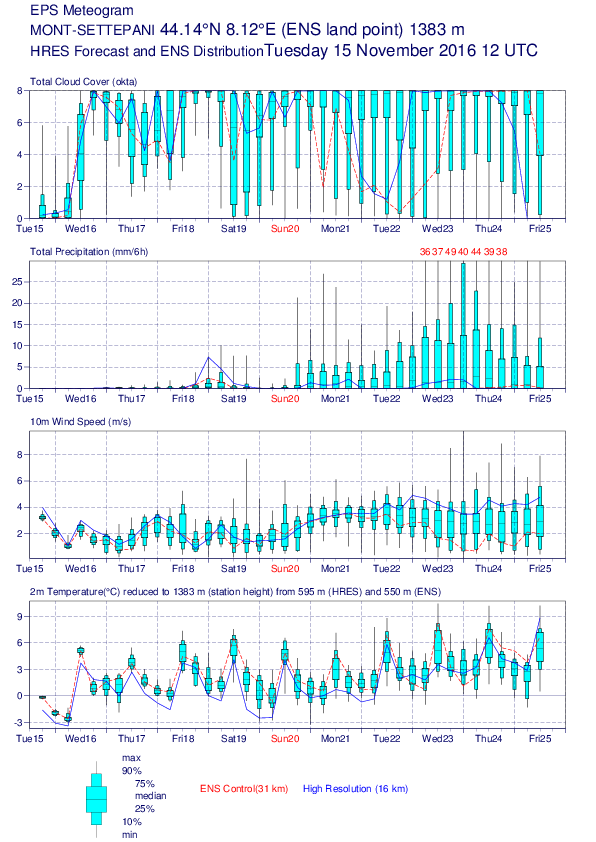 EPS Meteogram
MONT-SETTEPANI 44.14°N 8.12°E (ENS land point) 1383 m
HRES Forecast and ENS Distribution Tuesday 15 November 2016 12 UTC
Total Cloud Cover (okta)
8
6
4
2
0
Tue15 Wed16 Thu17 Fri18 Sat19 Sun20 Mon21 Tue22 Wed23 Thu24 Fri25
Total Precipitation (mm/6h)
36 37 49 40 44 39 38
25
20
15
10
5
0
Tue15 Wed16 Thu17 Fri18 Sat19 Sun20 Mon21 Tue22 Wed23 Thu24 Fri25
10m Wind Speed (m/s)
8
6
4
2
Tue15 Wed16 Thu17 Fri18 Sat19 Sun20 Mon21 Tue22 Wed23 Thu24 Fri25
2m Temperature(°C) reduced to 1383 m (station height) from 595 m (HRES) and 550 m (ENS)
9
6
3
0
-3
Tue15 Wed16 Thu17 Fri18 Sat19 Sun20 Mon21 Tue22 Wed23 Thu24 Fri25
max
90%
75%
median
25%
10%
min
ENS Control(31 km) High Resolution (16 km)